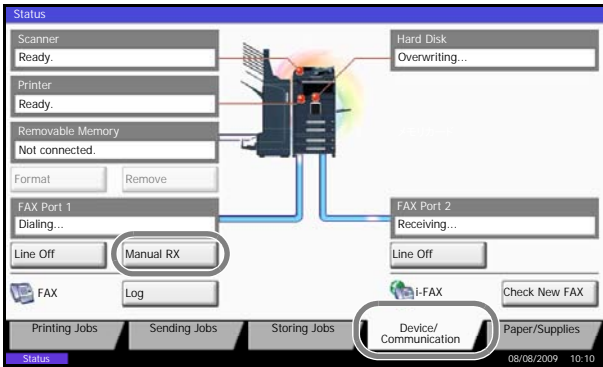 Status
Scanner
Ready.
Hard Disk
Overwriting...
Printer
Ready.
Removable Memory
Not connected.
Format
Remove
FAX Port 1
Dialing...
FAX Port 2
Receiving...
Line Off
Manual RX
Line Off
FAX
Log
i-FAX
Check New FAX
Printing Jobs
Sending Jobs
Storing Jobs
Device/
Communication
Paper/Supplies
Status
08/08/2009 10:10